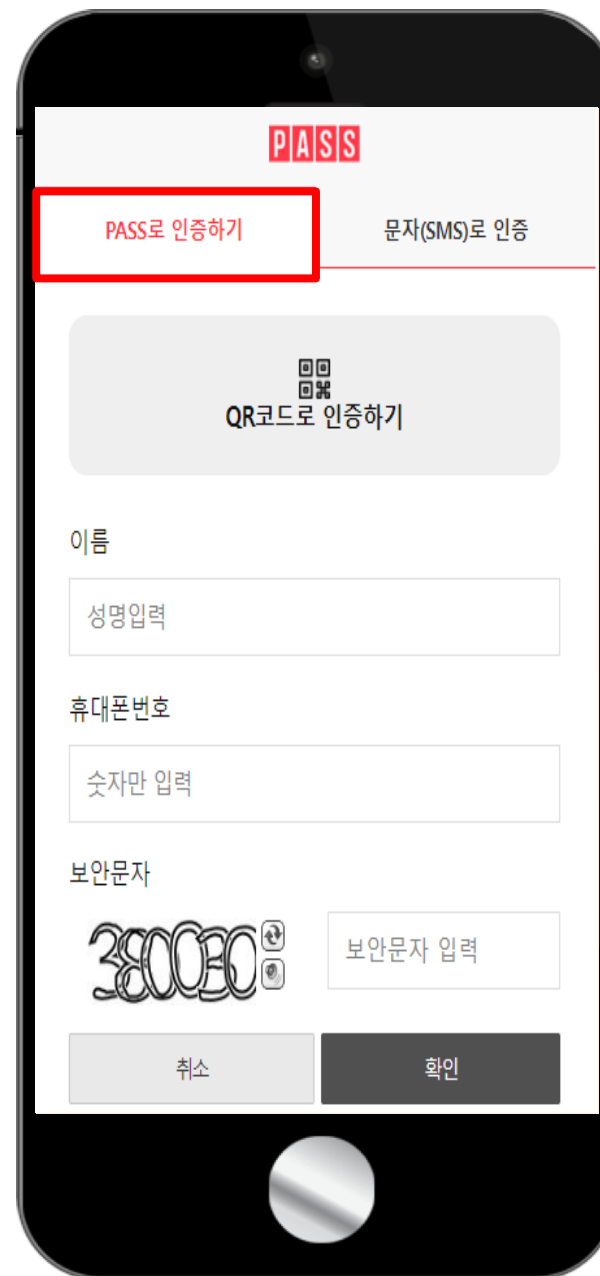 PASS
PASS로 인증하기
문자(SMS)로 인증
QR코드로 인증하기
이름
성명입력
휴대폰번호
숫자만 입력
보안문자
보안문자 입력
취소
확인